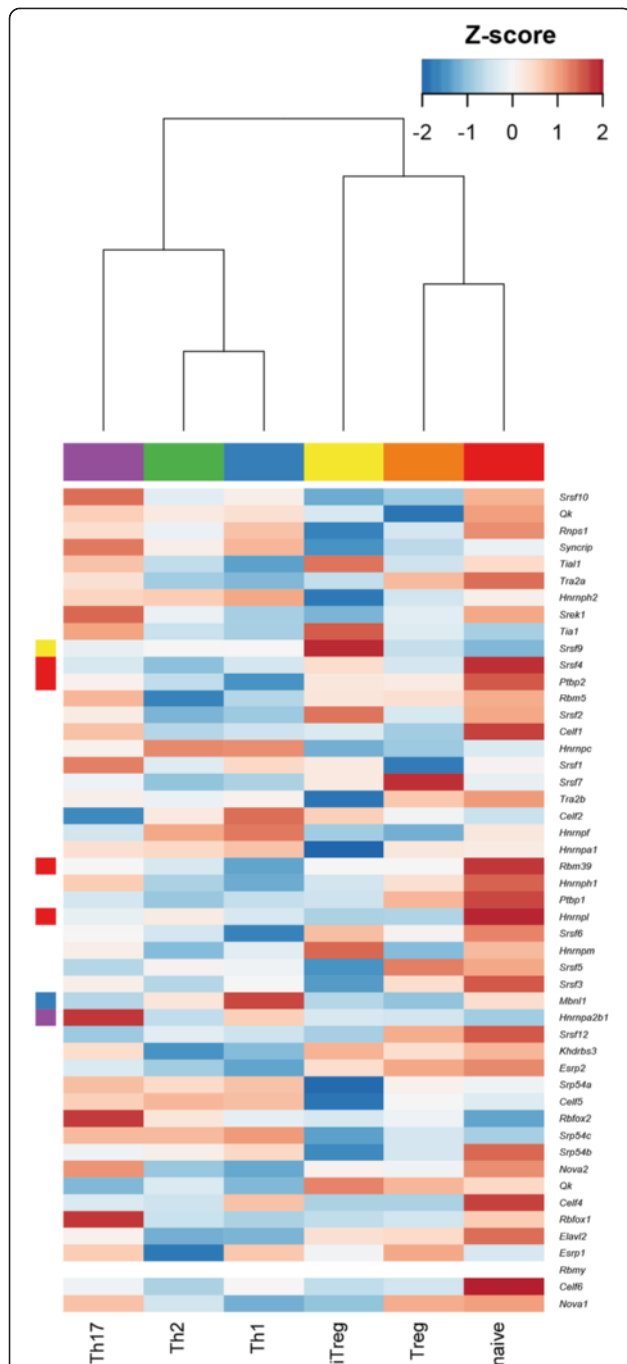 Z-score
-2 -1 0 1 2
Srsf10
Qk
Rnps1
Syncrip
Tial1
Tra2a
Hnrnph2
Srek1
Tia1
Srsf9
Srsf4
Ptbp2
Rbm5
Srsf2
Celf1
Hnrnpc
Srsf1
Srsf7
Tra2b
Celf2
Hnrnpf
Hnrnpa1
Rbm39
Hnrnph1
Ptbp1
Hnrnpl
Srsf6
Hnrnpm
Srsf5
Srsf3
Mbnl1
Hnrnpa2b1
Srsf12
Khdrbs3
Esrp2
Srp54a
Celf5
Rbfox2
Srp54c
Srp54b
Nova2
Qk
Celf4
Rbfox1
Elavl2
Esrp1
Rbmy
Celf6
Nova1
Th17 Th2 Th1 iTreg Treg naive